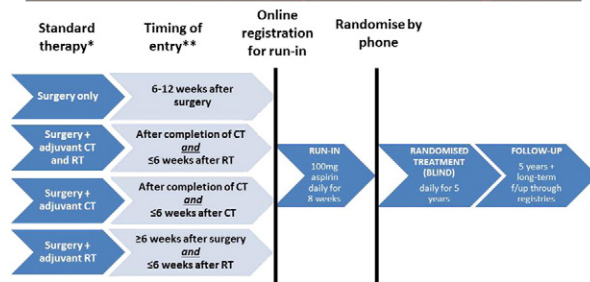 Standard
therapy*
Timing of
entry**
Online
registration
for run-in
Randomise by
phone
Surgery only
6-12 weeks after
surgery
Surgery +
adjuvant CT
and RT
After completion of CT
and
≤6 weeks after RT
Surgery +
adjuvant CT
After completion of CT
and
≤6 weeks after CT
Surgery +
adjuvant RT
≥6 weeks after surgery
and
≤6 weeks after RT
RUN-IN
100mg
aspirin
daily for
8 weeks
RANDOMISED
TREATMENT
(BLIND)
daily for 5
years
FOLLOW-UP
5 years +
long-term
f/up through
registries